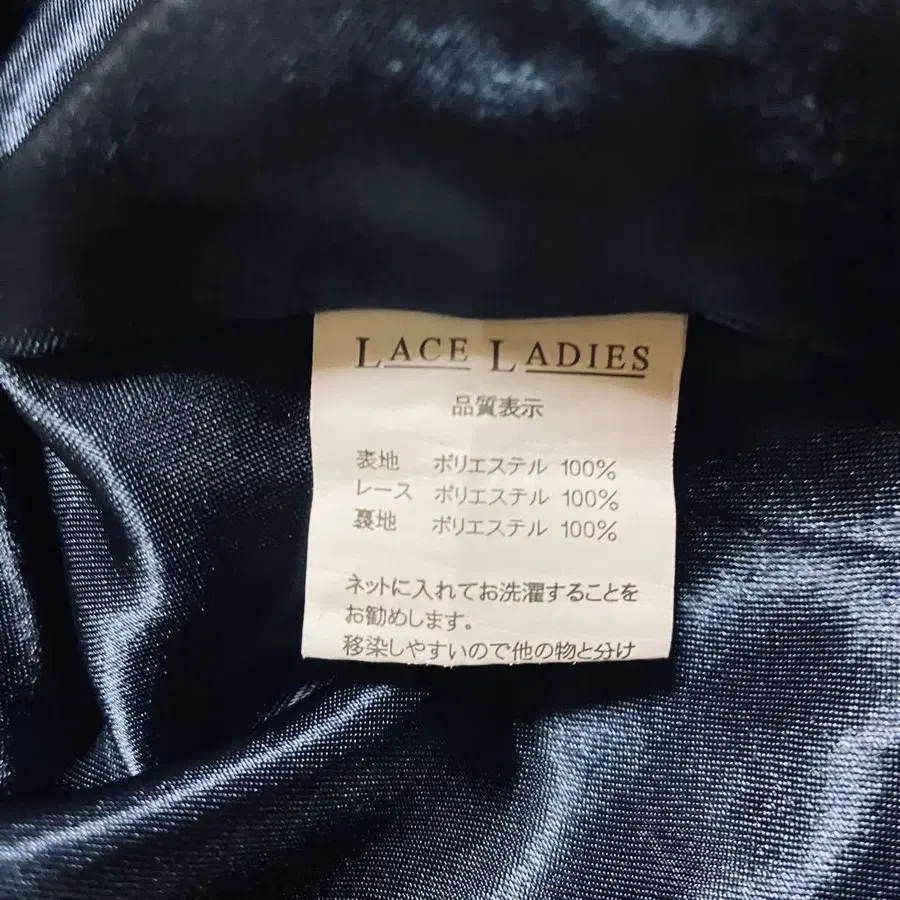 LACE LADIES
品質表示
表地 ポリエステル 100%
レース ポリエステル 100%
裏地 ポリエステル 100%
ネットに入れてお洗濯することを
お勧めします。
移染しやすいので他の物と分け